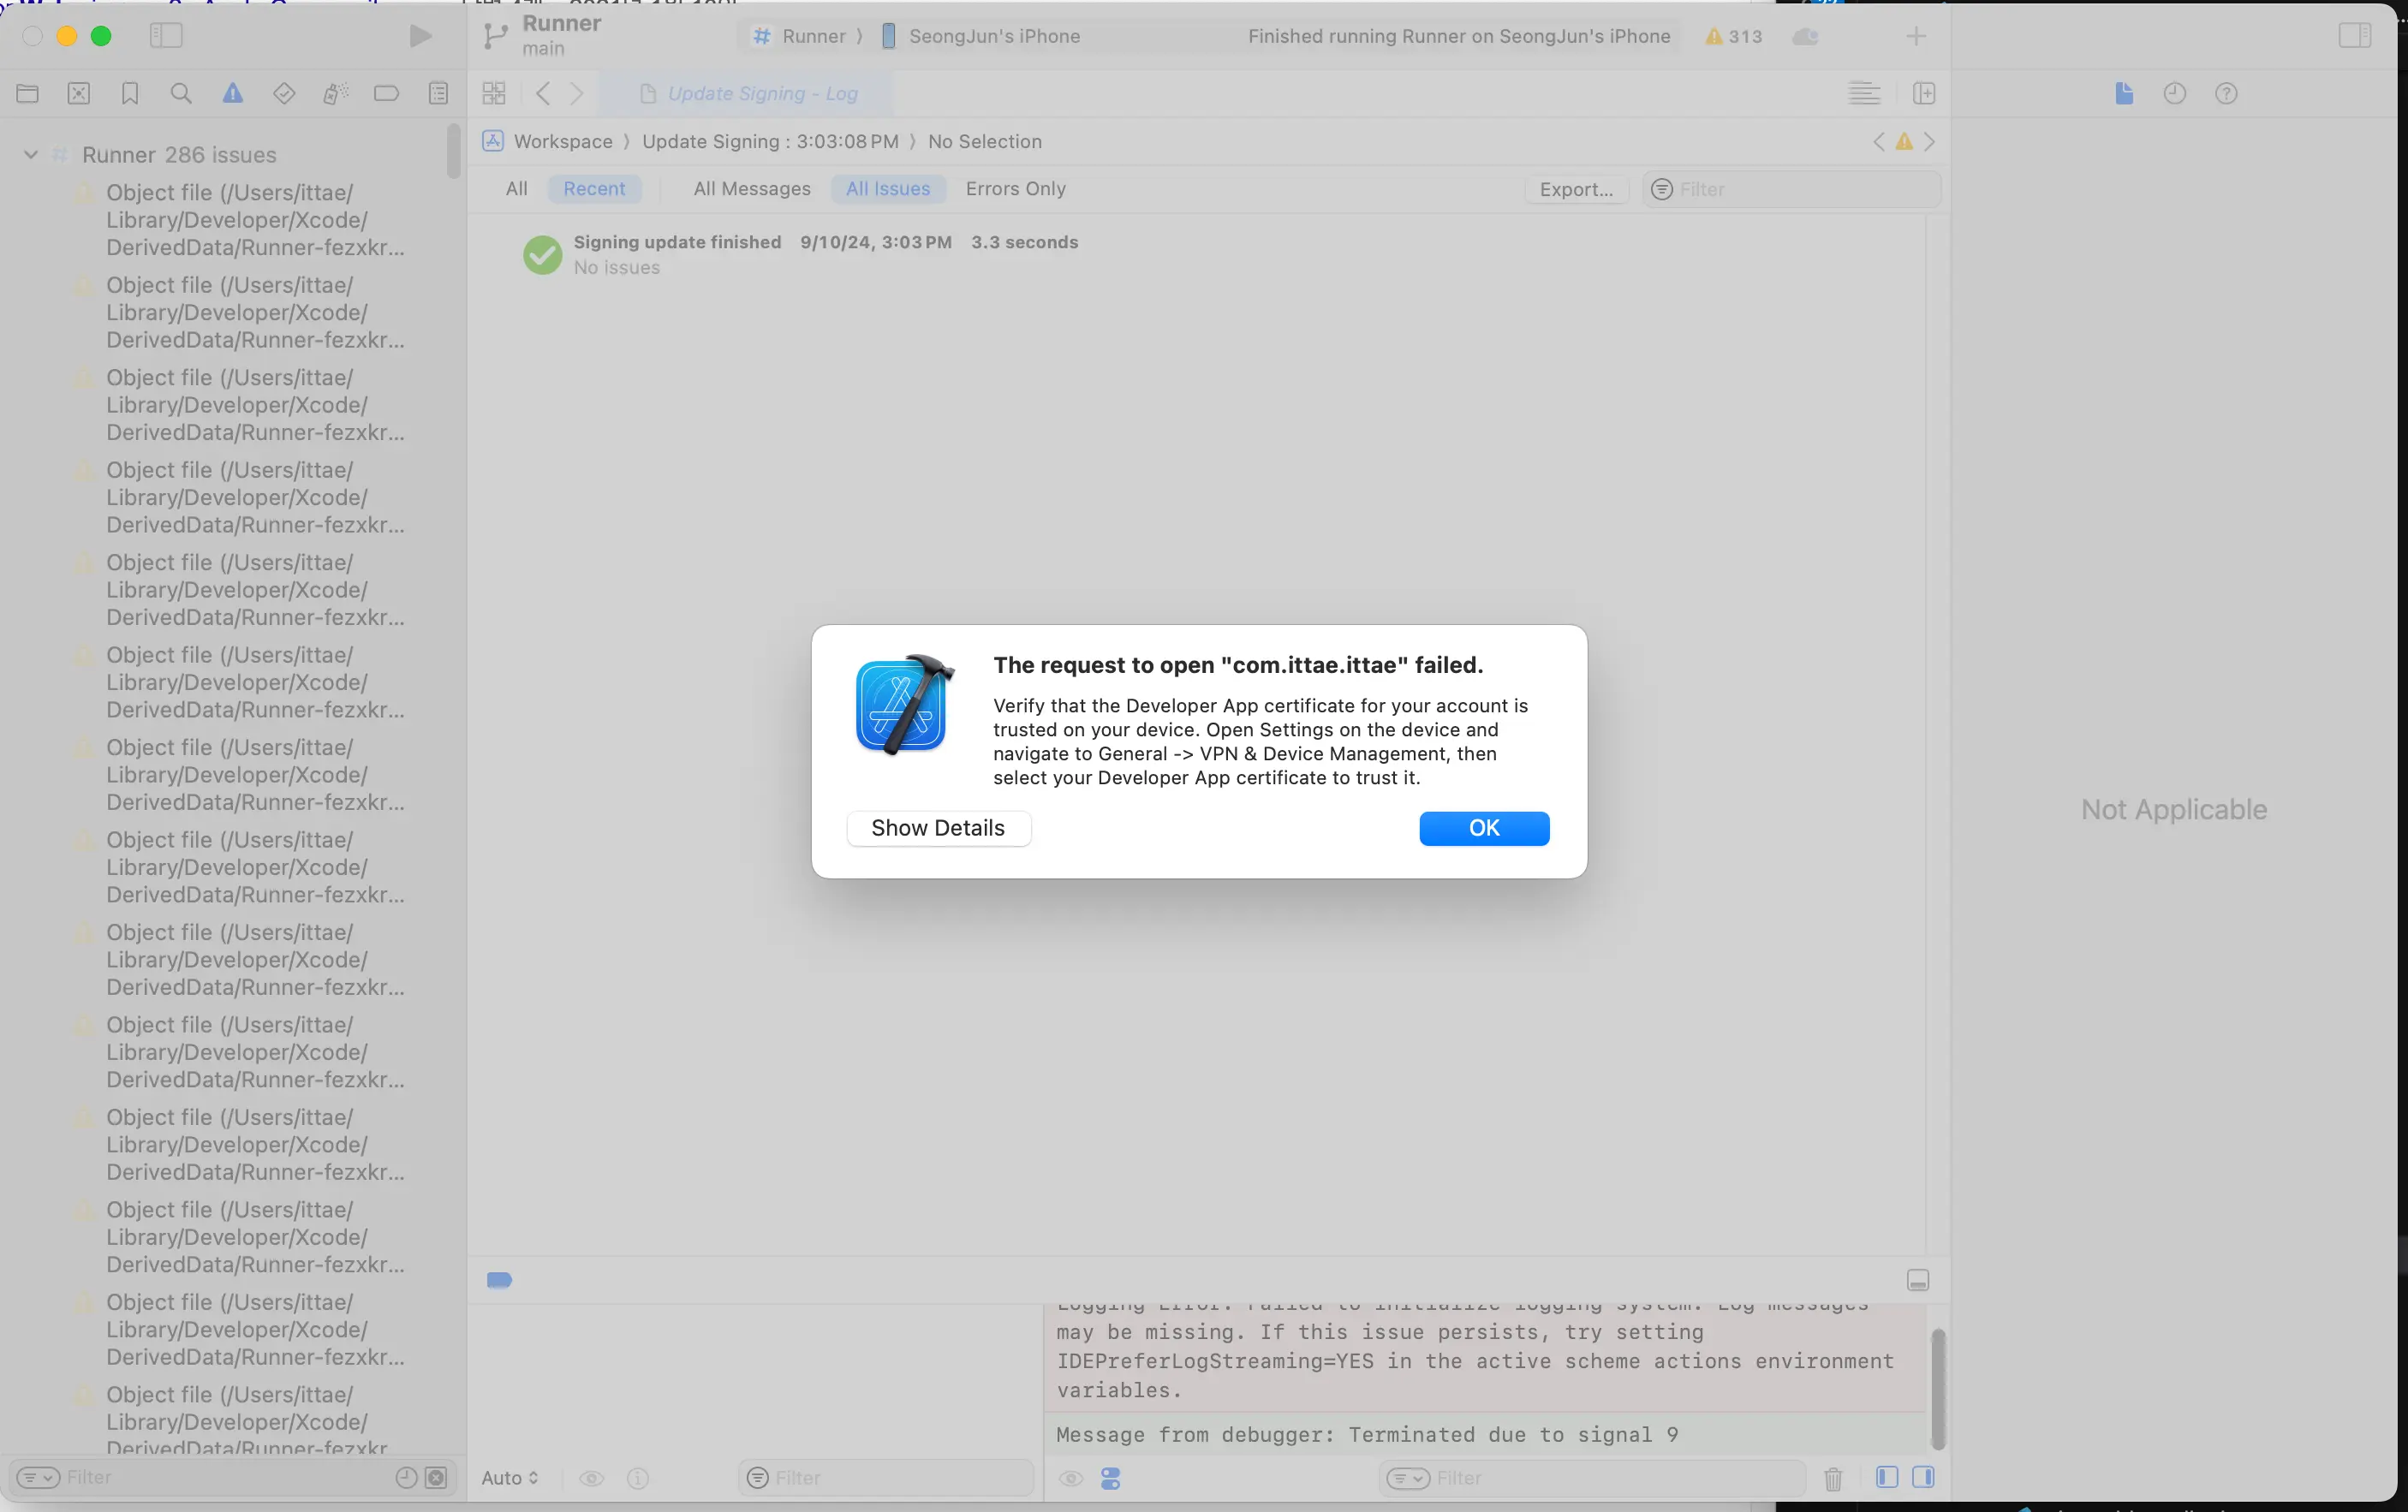 Runner
main
Runner
SeongJun's iPhone
Finished running Runner on SeongJun's iPhone
313
Update Signing - Log
Workspace
Update Signing : 3:03:08 PM
No Selection
Runner 286 issues
Object file (/Users/ittae/
Library/Developer/Xcode/
DerivedData/Runner-fezxkr...
Object file (/Users/ittae/
Library/Developer/Xcode/
DerivedData/Runner-fezxkr...
Object file (/Users/ittae/
Library/Developer/Xcode/
DerivedData/Runner-fezxkr...
Object file (/Users/ittae/
Library/Developer/Xcode/
DerivedData/Runner-fezxkr...
Object file (/Users/ittae/
Library/Developer/Xcode/
DerivedData/Runner-fezxkr...
Object file (/Users/ittae/
Library/Developer/Xcode/
DerivedData/Runner-fezxkr...
Object file (/Users/ittae/
Library/Developer/Xcode/
DerivedData/Runner-fezxkr...
Object file (/Users/ittae/
Library/Developer/Xcode/
DerivedData/Runner-fezxkr...
Object file (/Users/ittae/
Library/Developer/Xcode/
DerivedData/Runner-fezxkr...
Object file (/Users/ittae/
Library/Developer/Xcode/
DerivedData/Runner-fezxkr...
Object file (/Users/ittae/
Library/Developer/Xcode/
DerivedData/Runner-fezxkr...
Object file (/Users/ittae/
Library/Developer/Xcode/
DerivedData/Runner-fezxkr...
Object file (/Users/ittae/
Library/Developer/Xcode/
DerivedData/Runner-fezxkr...
Object file (/Users/ittae/
Library/Developer/Xcode/
DerivedData/Runner-fezxkr
Filter
All Recent All Messages All Issues Errors Only Export... Filter
Signing update finished 9/10/24, 3:03 PM 3.3 seconds
No issues
The request to open "com.ittae.ittae" failed.
Verify that the Developer App certificate for your account is
trusted on your device. Open Settings on the device and
navigate to General -> VPN & Device Management, then
select your Developer App certificate to trust it.
Show Details
OK
Not Applicable
Logging Error: Failed to initialize logging system. Log messages
may be missing. If this issue persists, try setting
IDEPreferLogStreaming=YES in the active scheme actions environment
variables.
Message from debugger: Terminated due to signal 9
Auto
Filter
Filter